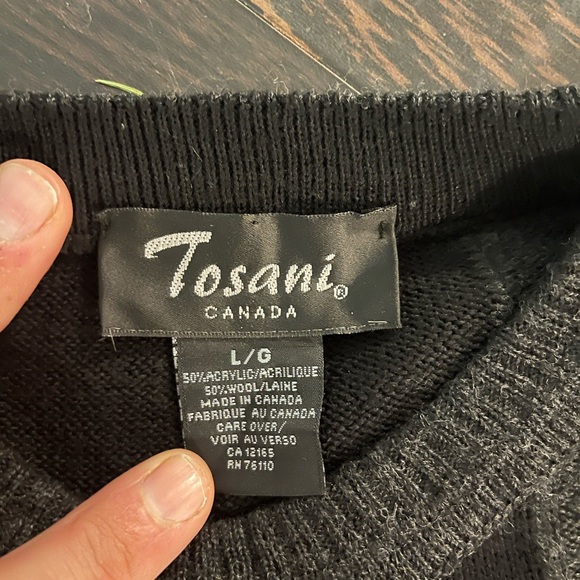 Tosani®
CANADA
L/G
50% ACRYLIC/ACRILIQUE
50% WOOL/LAINE
MADE IN CANADA
FABRIQUE AU CANADA
CARE OVER/
VOIR AU VERSO
CA 12165
RN 76110